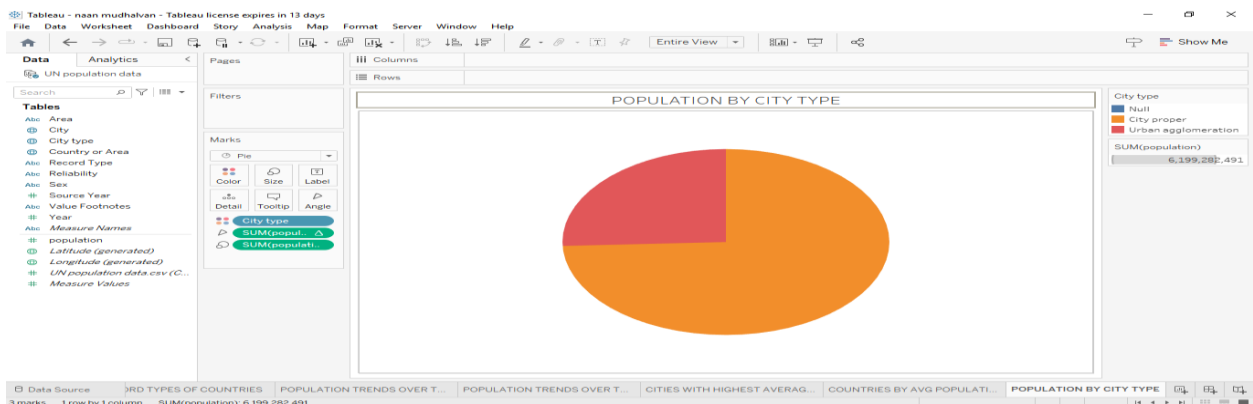 Tableau - naan mudhalvan - Tableau license expires in 13 days
File Data Worksheet Dashboard Story Analysis Map Format Server Window Help
Entire View
Show Me
Data Analytics
UN population data
Search
Tables
Abc Area
City
City type
Country or Area
Abc Record Type
Abc Reliability
Abc Sex
# Source Year
Abc Value Footnotes
# Year
Abc Measure Names
# population
Latitude (generated)
Longitude (generated)
# UN population data.csv (C...
# Measure Values
Pages
Filters
Marks
Pie
Color Size Label
Detail Tooltip Angle
City type
SUM(popul.. Δ
SUM(populati..
Columns
Rows
POPULATION BY CITY TYPE
City type
Null
City proper
Urban agglomeration
SUM(population)
6,199,282,491
Data Source
RD TYPES OF COUNTRIES
POPULATION TRENDS OVER T...
POPULATION TRENDS OVER T...
CITIES WITH HIGHEST AVERAG...
COUNTRIES BY AVG POPULATI...
POPULATION BY CITY TYPE
3 marks 1 row by 1 column SUM(population): 6,199,282,491